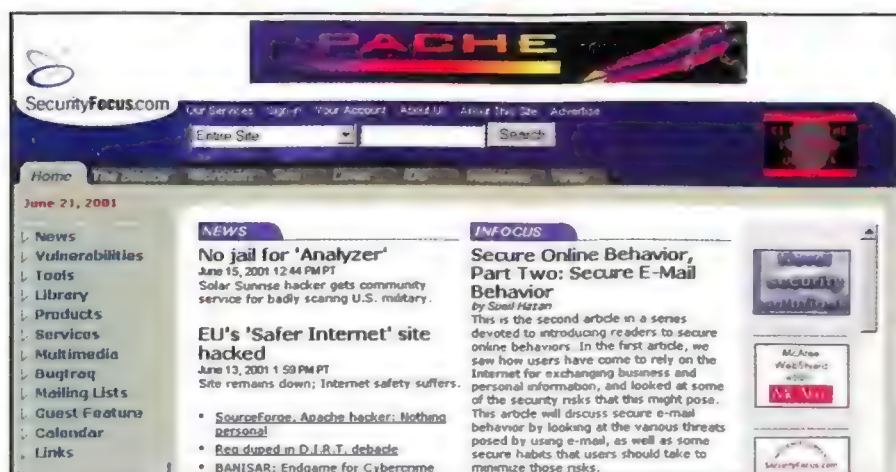 APACHE
SecurityFocus.com
Our Services Sign-in Your Account About Us About This Site Advertise
Entire Site
Search
Home
June 21, 2001
News
Vulnerabilities
Tools
Library
Products
Services
Multimedia
Bugtraq
Mailing Lists
Guest Feature
Calendar
Links
NEWS
No jail for 'Analyzer'
June 15, 2001 12:44 PM PT
Solar Sunrise hacker gets community
service for badly scaring U.S. military.
EU's 'Safer Internet' site
hacked
June 13, 2001 1:59 PM PT
Site remains down; Internet safety suffers.
• SourceForge, Apache hacker: Nothing
personal
• Reg duped in D.I.R.T. debacle
• BANISAR: Endgame for Cybercrime
INFOCUS
Secure Online Behavior,
Part Two: Secure E-Mail
Behavior
by Sunil Hazari
This is the second article in a series
devoted to introducing readers to secure
online behaviors. In the first article, we
saw how users have come to rely on the
Internet for exchanging business and
personal information, and looked at some
of the security risks that this might pose.
This article will discuss secure e-mail
behavior by looking at the various threats
posed by using e-mail, as well as some
secure habits that users should take to
minimize those risks.
security
McAfee
WebShield
SecurityFocus.com